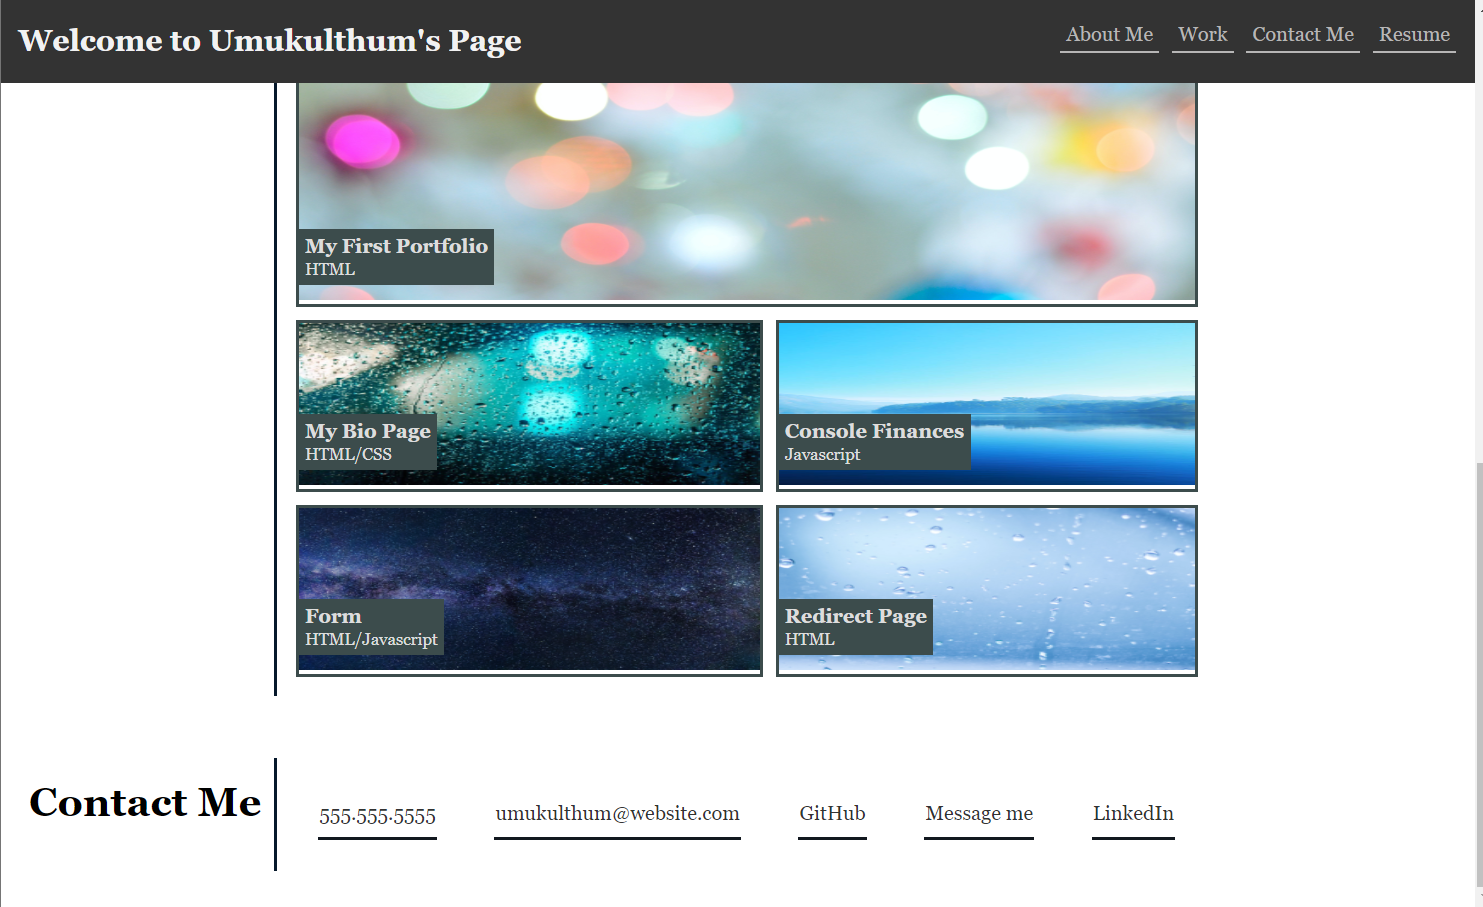 Welcome to Umukulthum's Page
About Me Work Contact Me Resume
My First Portfolio
HTML
My Bio Page
HTML/CSS
Console Finances
Javascript
Form
HTML/Javascript
Redirect Page
HTML
Contact Me
555.555.5555 umukulthum@website.com GitHub Message me LinkedIn